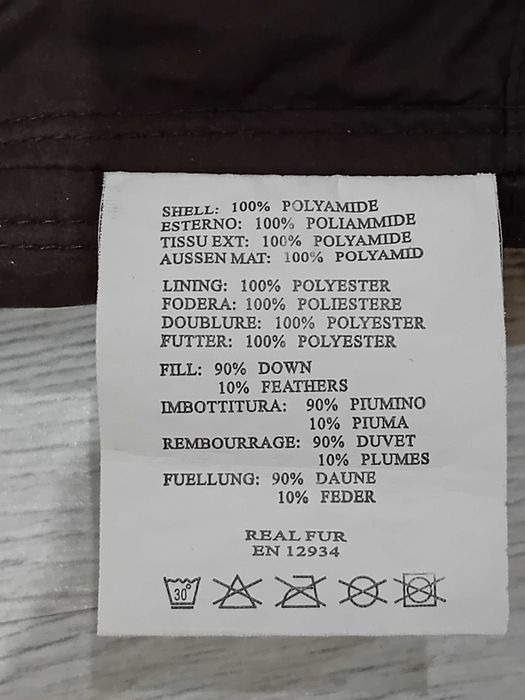 SHELL: 100% POLYAMIDE
ESTERNO: 100% POLIAMMIDE
TISSU EXT: 100% POLYAMIDE
AUSSEN MAT: 100% POLYAMID
LINING: 100% POLYESTER
FODERA: 100% POLIESTERE
DOUBLURE: 100% POLYESTER
FUTTER: 100% POLYESTER
FILL: 90% DOWN
10% FEATHERS
IMBOTTITURA: 90% PIUMINO
10% PIUMA
REMBOURRAGE: 90% DUVET
10% PLUMES
FUELLUNG: 90% DAUNE
10% FEDER
REAL FUR
EN 12934
30°